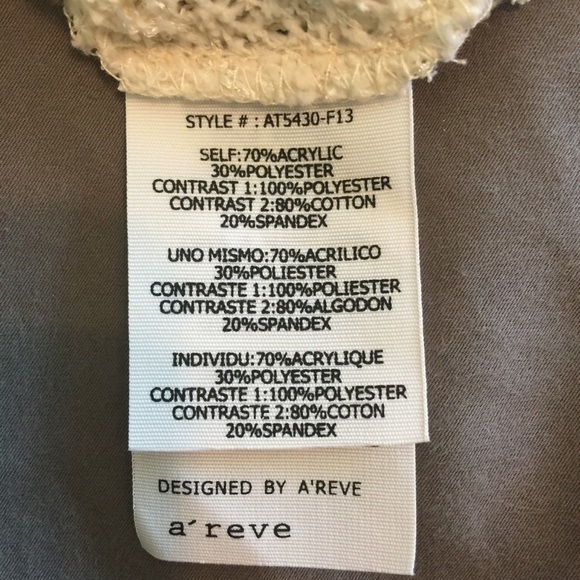 STYLE # : AT5430-F13
SELF:70%ACRYLIC
30%POLYESTER
CONTRAST 1:100%POLYESTER
CONTRAST 2:80%COTTON
20%SPANDEX
UNO MISMO:70%ACRILICO
30%POLIESTER
CONTRASTE 1:100%POLIESTER
CONTRASTE 2:80%ALGODON
20%SPANDEX
INDIVIDU:70%ACRYLIQUE
30%POLYESTER
CONTRASTE 1:100%POLYESTER
CONTRASTE 2:80%COTON
20%SPANDEX
DESIGNED BY A'REVE
a´reve